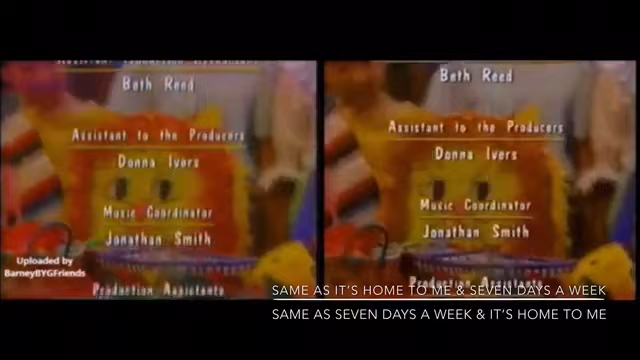 Beth Reed
Assistant to the Producers
Donna Ivers
Music Coordinator
Jonathan Smith
Production Assistants
Uploaded by
BarneyBYGFriends
Beth Reed
Assistant to the Producers
Donna Ivers
Music Coordinator
Jonathan Smith
Production Assistants
SAME AS IT'S HOME TO ME & SEVEN DAYS A WEEK
SAME AS SEVEN DAYS A WEEK & IT'S HOME TO ME